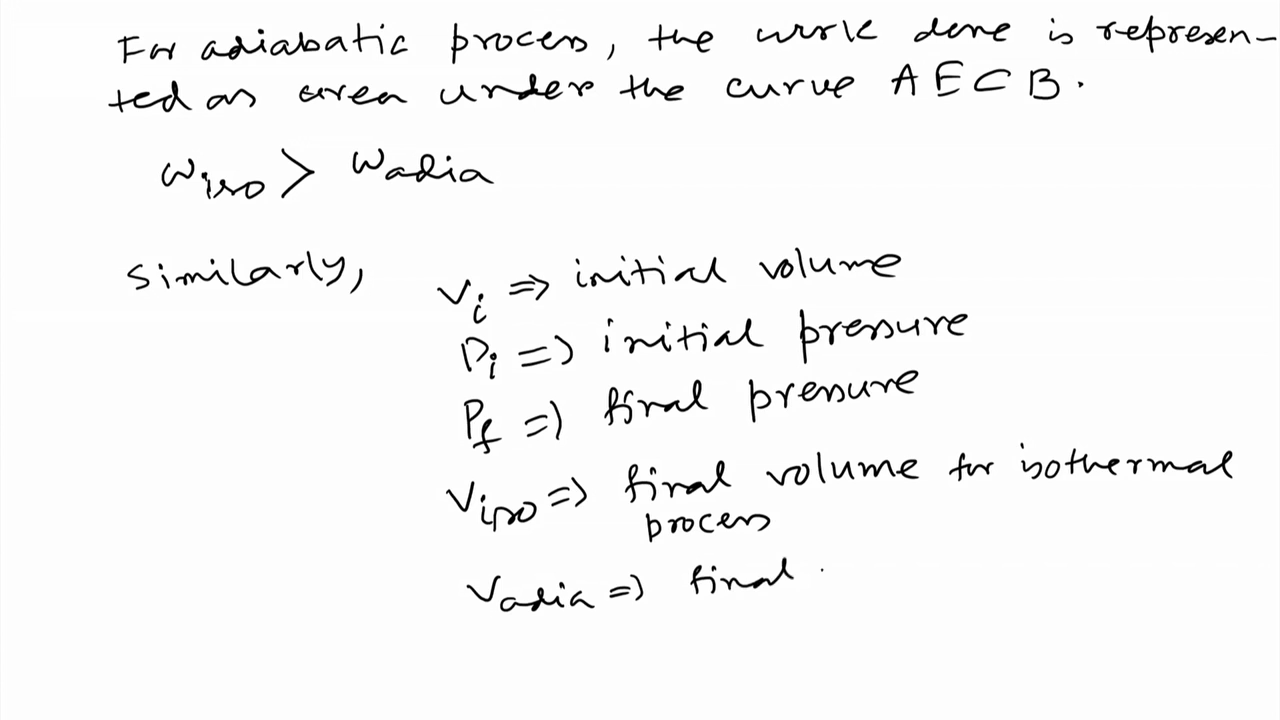 For adiabatic process, the work done is represen-
ted as area under the curve AECB.
Wiso > Wadia
Similarly,
Vi => initial volume
Pi => initial pressure
Pf => final pressure
Viso => final volume for isothermal
process
Vadia => final